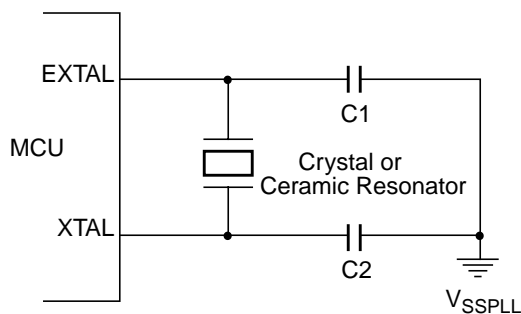 EXTAL
C1
MCU
Crystal or
Ceramic Resonator
XTAL
C2
VSSPLL